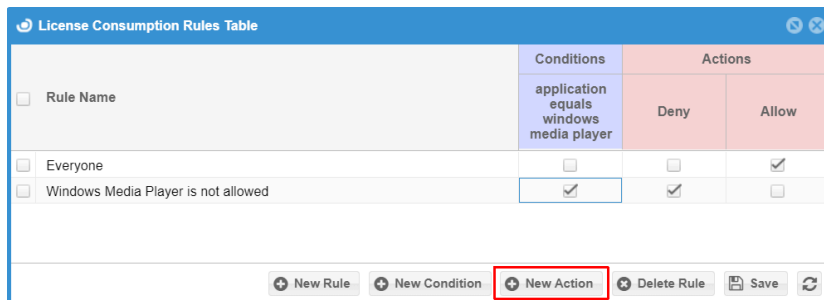 License Consumption Rules Table
Conditions
Actions
Rule Name
application
equals
windows
media player
Deny
Allow
Everyone
Windows Media Player is not allowed
New Rule
New Condition
New Action
Delete Rule
Save